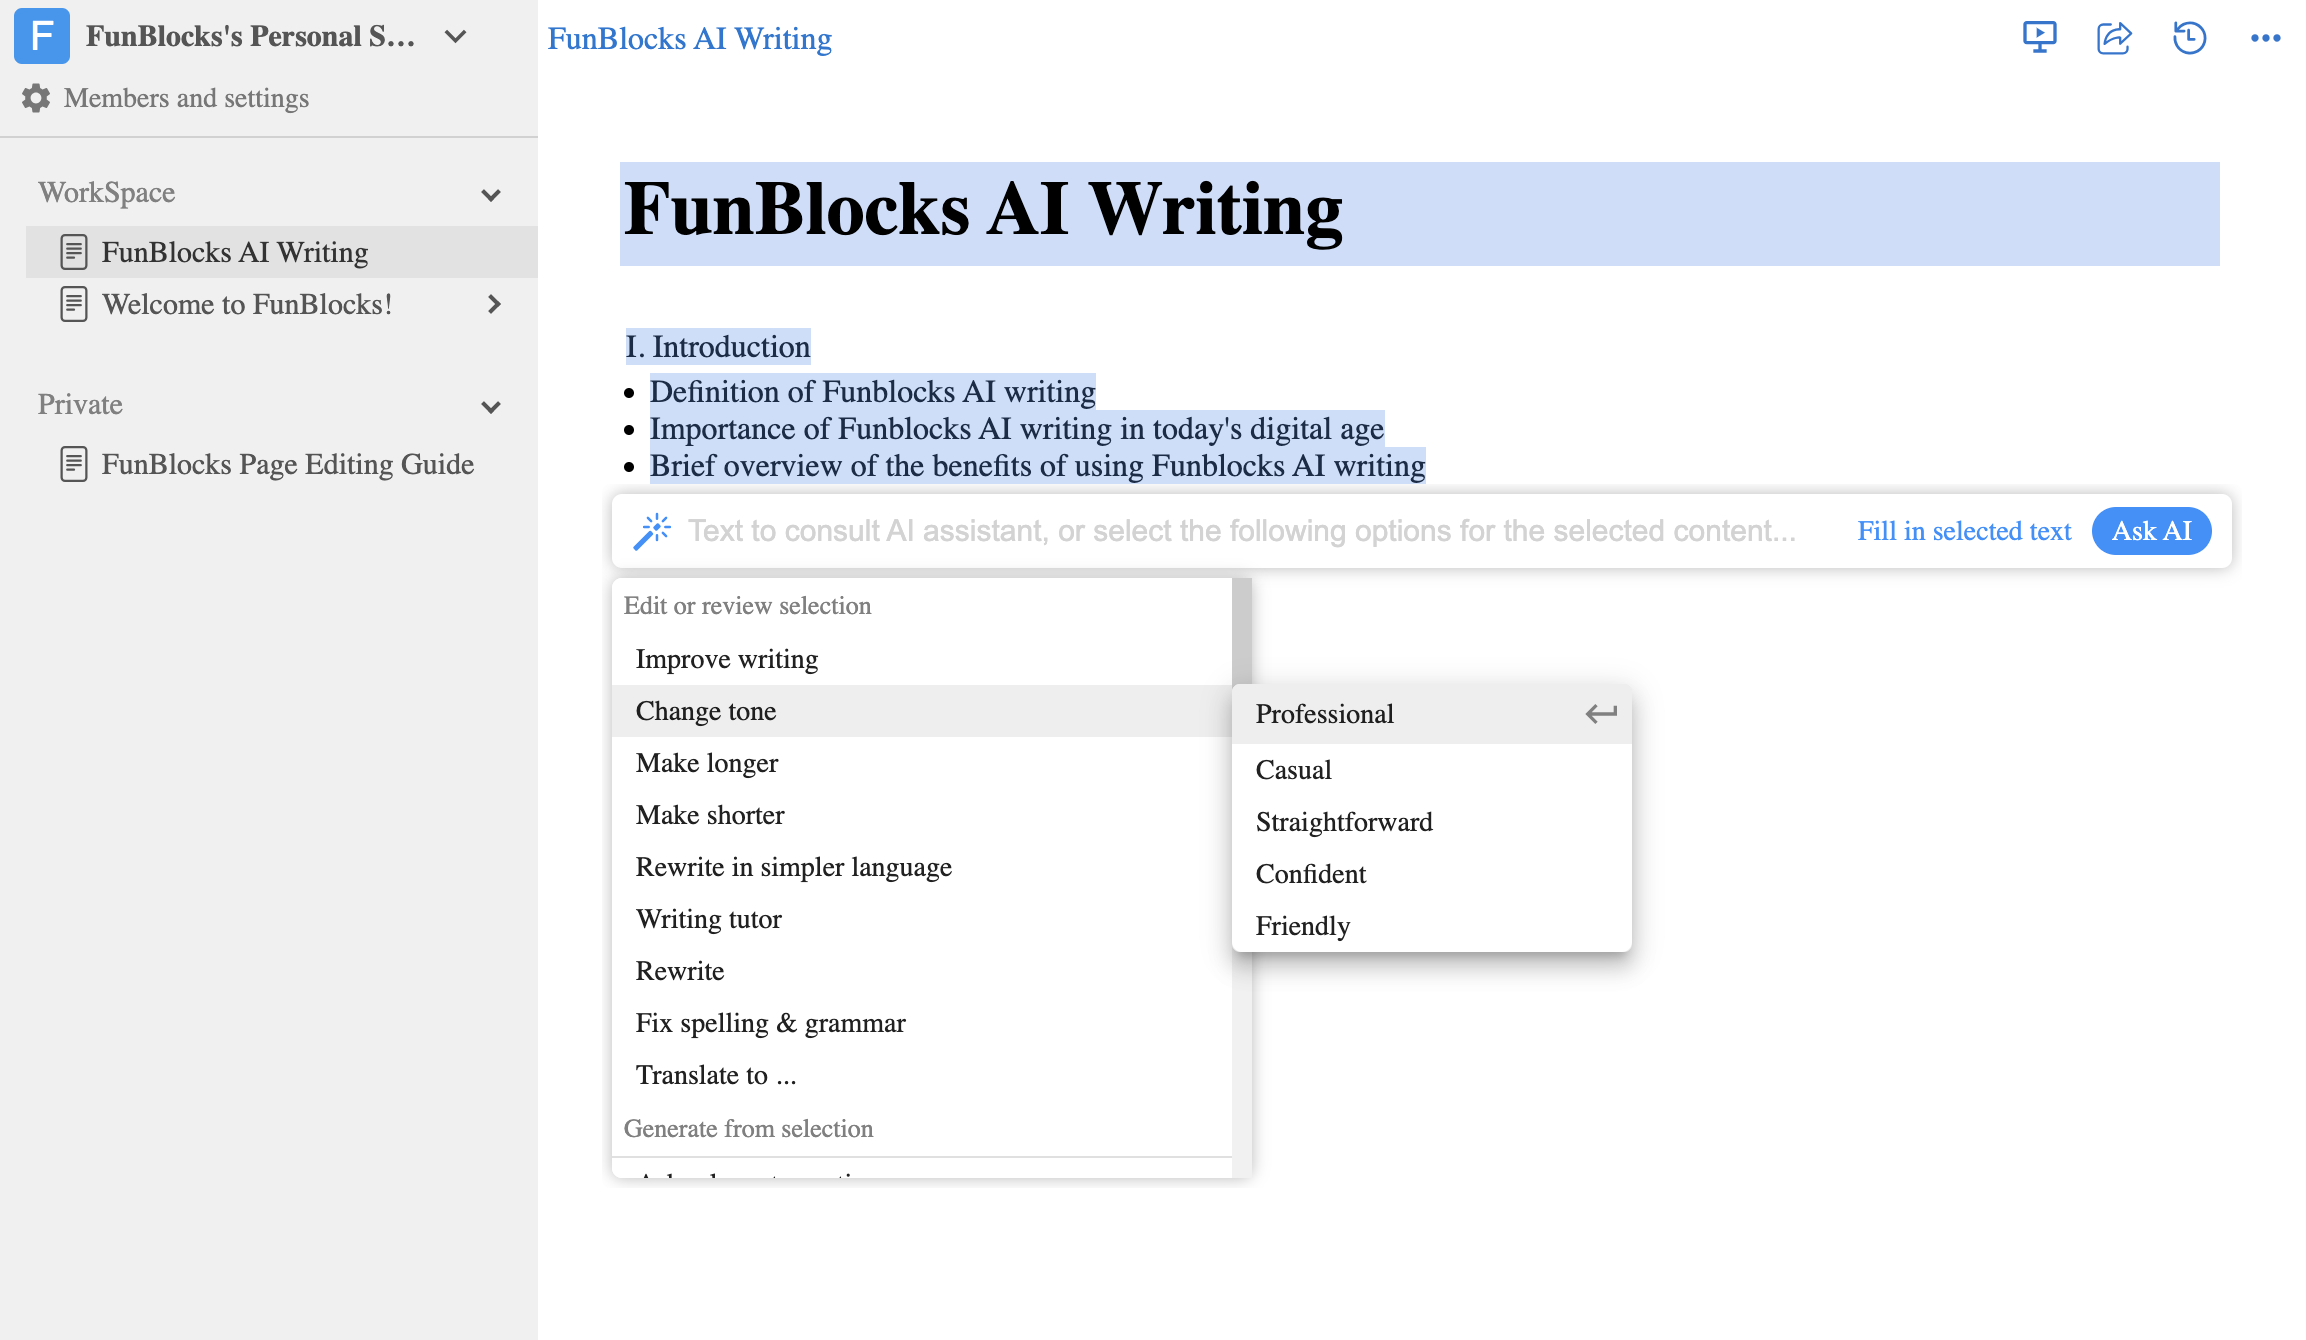 F
FunBlocks's Personal S...
Members and settings
WorkSpace
FunBlocks AI Writing
Welcome to FunBlocks!
Private
FunBlocks Page Editing Guide
FunBlocks AI Writing
FunBlocks AI Writing
I. Introduction
Definition of Funblocks AI writing
Importance of Funblocks AI writing in today's digital age
Brief overview of the benefits of using Funblocks AI writing
Text to consult AI assistant, or select the following options for the selected content...
Fill in selected text
Ask AI
Edit or review selection
Improve writing
Change tone
Make longer
Make shorter
Rewrite in simpler language
Writing tutor
Rewrite
Fix spelling & grammar
Translate to ...
Generate from selection
Professional
Casual
Straightforward
Confident
Friendly